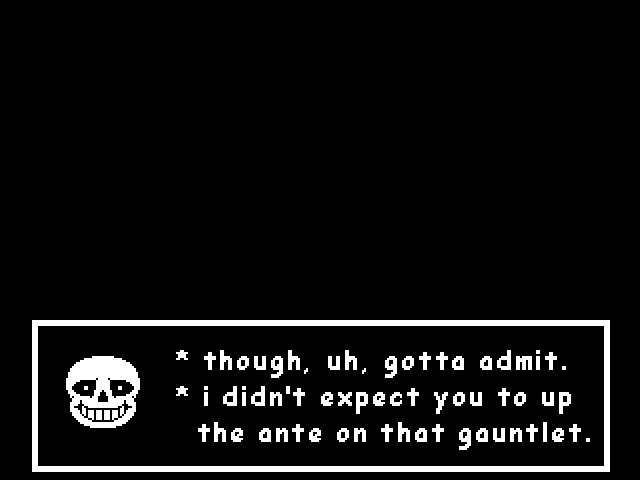 * though, uh, gotta admit.
* i didn't expect you to up
the ante on that gauntlet.